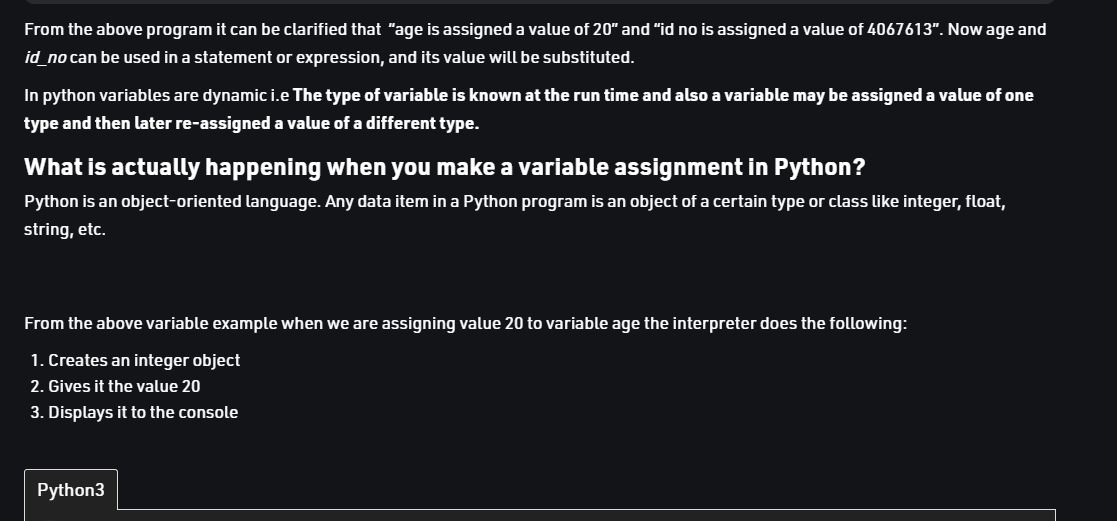 From the above program it can be clarified that “age is assigned a value of 20” and “id no is assigned a value of 4067613”. Now age and
id_no can be used in a statement or expression, and its value will be substituted.
In python variables are dynamic i.e The type of variable is known at the run time and also a variable may be assigned a value of one
type and then later re-assigned a value of a different type.
What is actually happening when you make a variable assignment in Python?
Python is an object-oriented language. Any data item in a Python program is an object of a certain type or class like integer, float,
string, etc.
From the above variable example when we are assigning value 20 to variable age the interpreter does the following:
1. Creates an integer object
2. Gives it the value 20
3. Displays it to the console
Python3